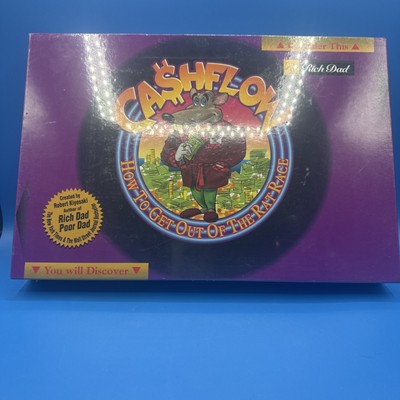 ▲ Consider This ▲
Rich Dad
CA$HFLOW
HOW TO GET OUT OF THE RAT RACE
Created by
Robert Kiyosaki
Author of
Rich Dad
Poor Dad
▼ You will Discover ▼